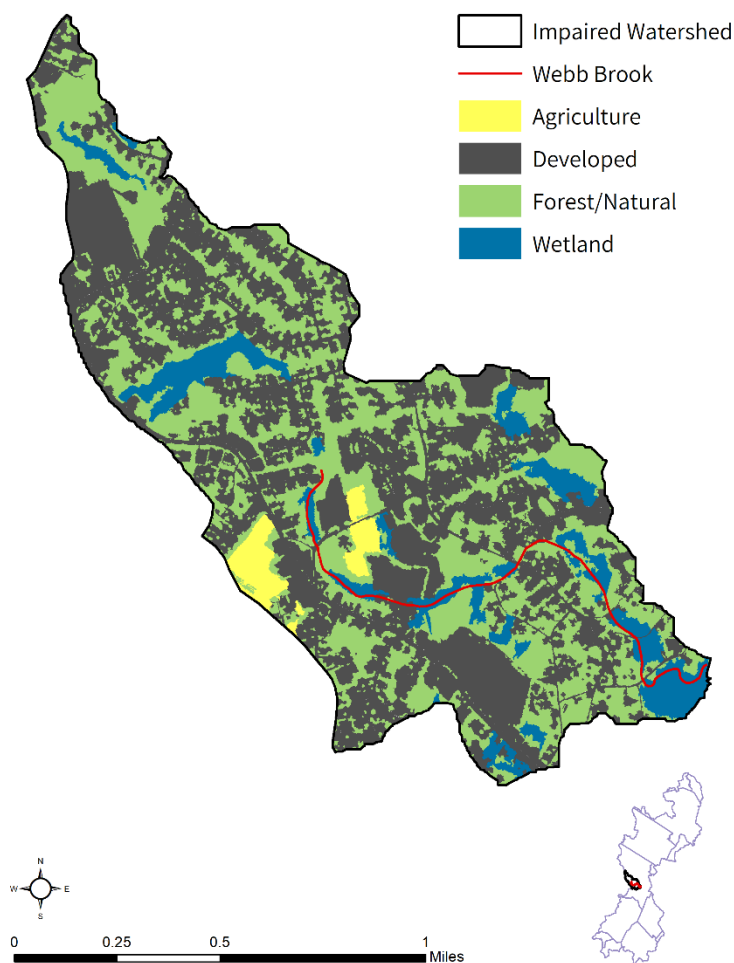 Impaired Watershed
Webb Brook
Agriculture
Developed
Forest/Natural
Wetland
N
W E
S
0 0.25 0.5 1
Miles